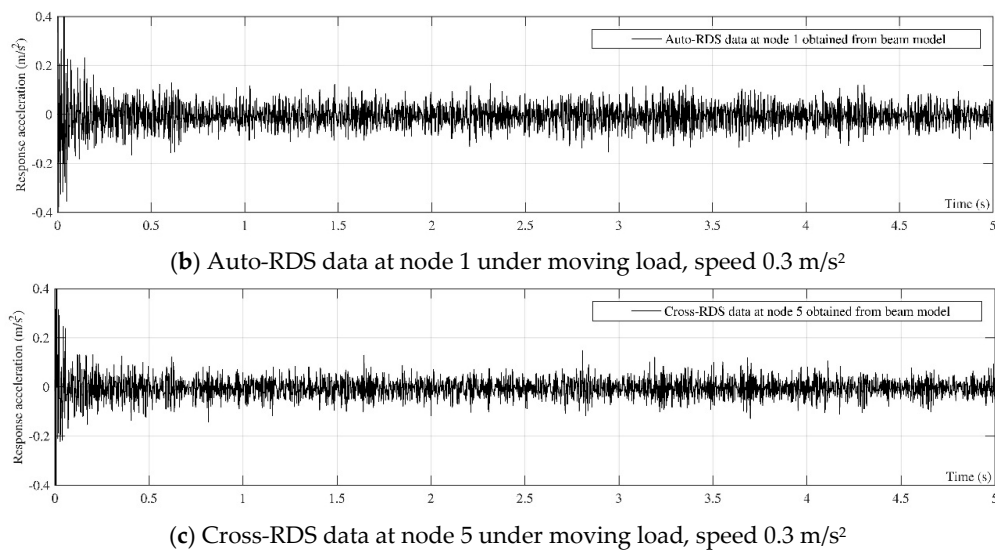 0.4
Auto-RDS data at node 1 obtained from beam model
0.2
0
-0.2
-0.4
Response acceleration (m/s²)
Time (s)
0 0.5 1 1.5 2 2.5 3 3.5 4 4.5 5
(b) Auto-RDS data at node 1 under moving load, speed 0.3 m/s²
0.4
Cross-RDS data at node 5 obtained from beam model
0.2
0
-0.2
-0.4
Response acceleration (m/s²)
Time (s)
0 0.5 1 1.5 2 2.5 3 3.5 4 4.5 5
(c) Cross-RDS data at node 5 under moving load, speed 0.3 m/s²